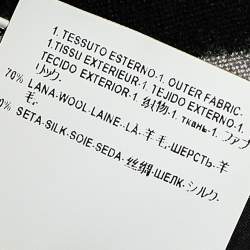 1. TESSUTO ESTERNO-1. OUTER FABRIC-
1.TISSU EXTERIEUR-1. TEJIDO EXTERNO-1.
TECIDO EXTERIOR-1. 织物-1. ткань-1. ファブ
リック.
70% LANA-WOOL-LAINE--LÃ-羊毛-ШЕРСТЬ-羊
毛.
0% SETA-SILK-SOIE-SEDA-丝绸-ШЕЛК-シルク.